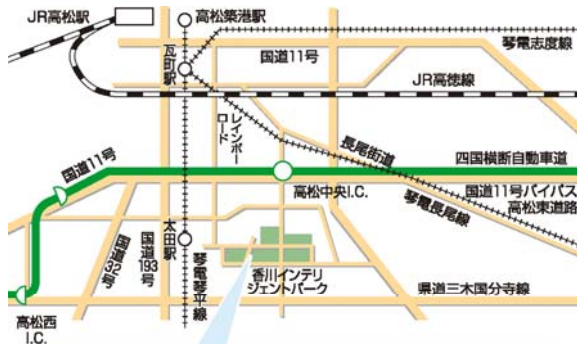 JR高松駅
高松築港駅
瓦町駅
国道11号
琴電志度線
JR高徳線
レインボー
ロード
長尾街道
国道11号
四国横断自動車道
高松中央I.C.
国道11号バイパス
高松東道路
琴電長尾線
太田駅
国道32号
国道193号
琴電琴平線
香川インテリ
ジェントパーク
県道三木国分寺線
高松西
I.C.